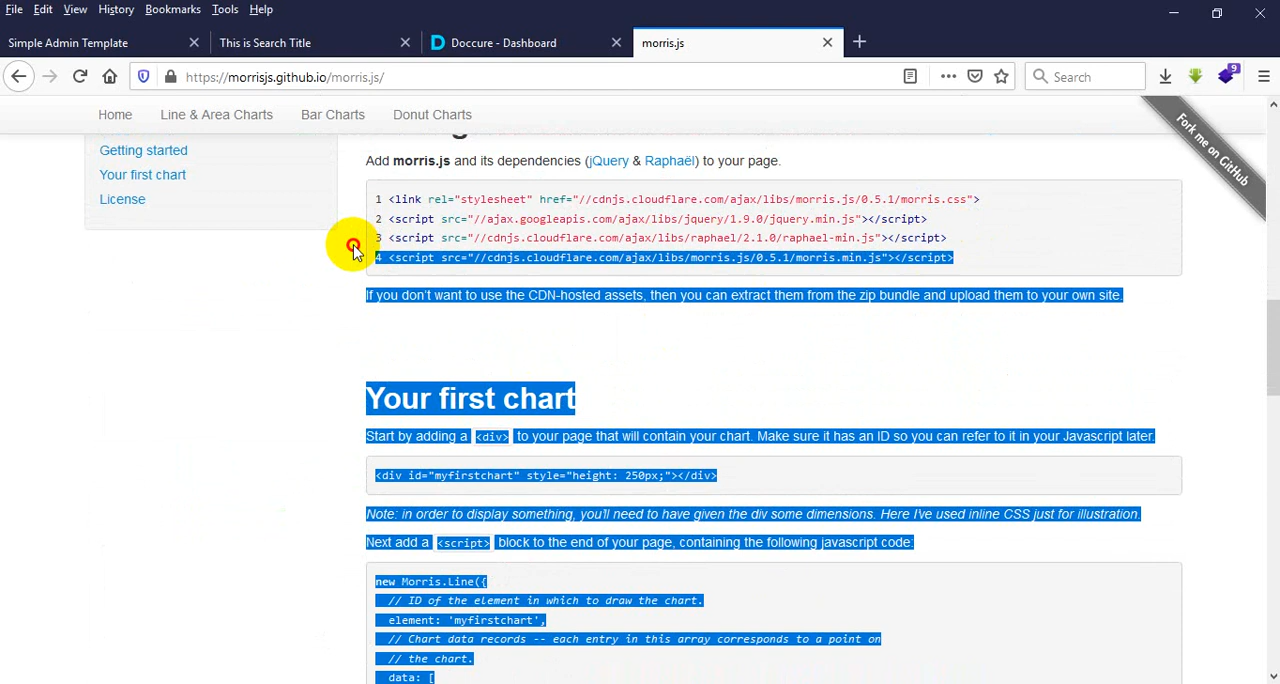 File Edit View History Bookmarks Tools Help
Simple Admin Template This is Search Title Doccure - Dashboard morris.js
https://morrisjs.github.io/morris.js/ Search 9
Home Line & Area Charts Bar Charts Donut Charts
Fork me on GitHub
Getting started
Your first chart
License
Add morris.js and its dependencies (jQuery & Raphaël) to your page.
1 <link rel="stylesheet" href="//cdnjs.cloudflare.com/ajax/libs/morris.js/0.5.1/morris.css">
2 <script src="//ajax.googleapis.com/ajax/libs/jquery/1.9.0/jquery.min.js"></script>
3 <script src="//cdnjs.cloudflare.com/ajax/libs/raphael/2.1.0/raphael-min.js"></script>
4 <script src="//cdnjs.cloudflare.com/ajax/libs/morris.js/0.5.1/morris.min.js"></script>
If you don't want to use the CDN-hosted assets, then you can extract them from the zip bundle and upload them to your own site.
Your first chart
Start by adding a <div> to your page that will contain your chart. Make sure it has an ID so you can refer to it in your Javascript later.
<div id="myfirstchart" style="height: 250px;"></div>
Note: in order to display something, you'll need to have given the div some dimensions. Here I've used inline CSS just for illustration.
Next add a <script> block to the end of your page, containing the following javascript code:
new Morris.Line({
// ID of the element in which to draw the chart.
element: 'myfirstchart',
// Chart data records -- each entry in this array corresponds to a point on
// the chart.
data: [